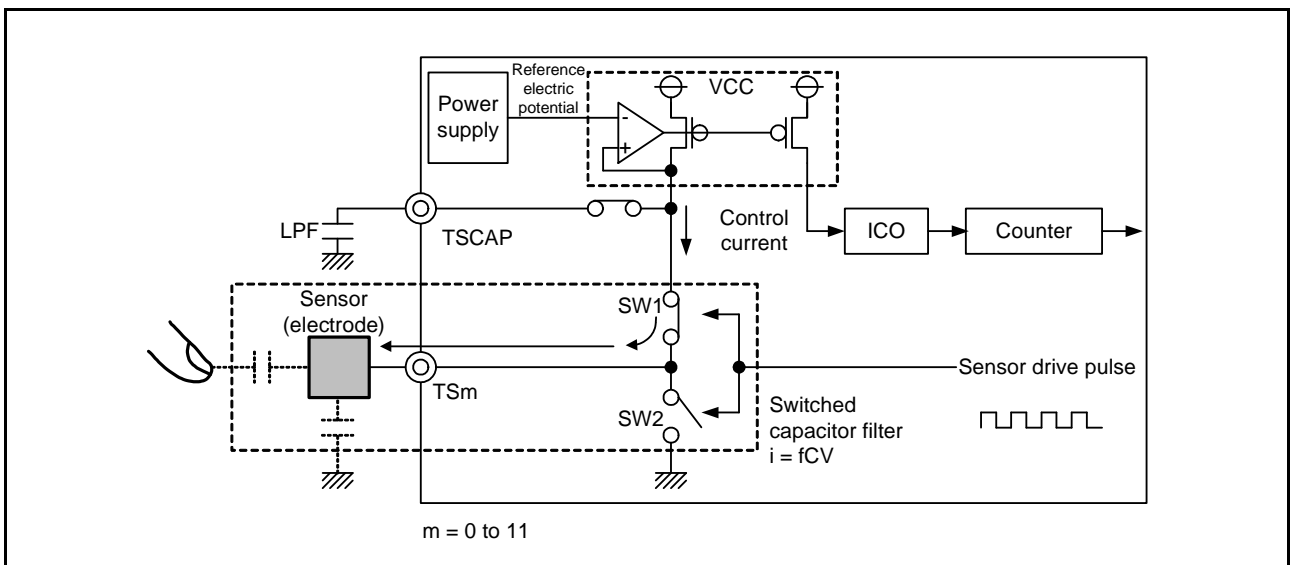 Reference
electric
potential
VCC
Power
supply
-
+
LPF
TSCAP
Control
current
ICO
Counter
Sensor
(electrode)
SW1
TSm
SW2
Sensor drive pulse
Switched
capacitor filter
i = fCV
m = 0 to 11